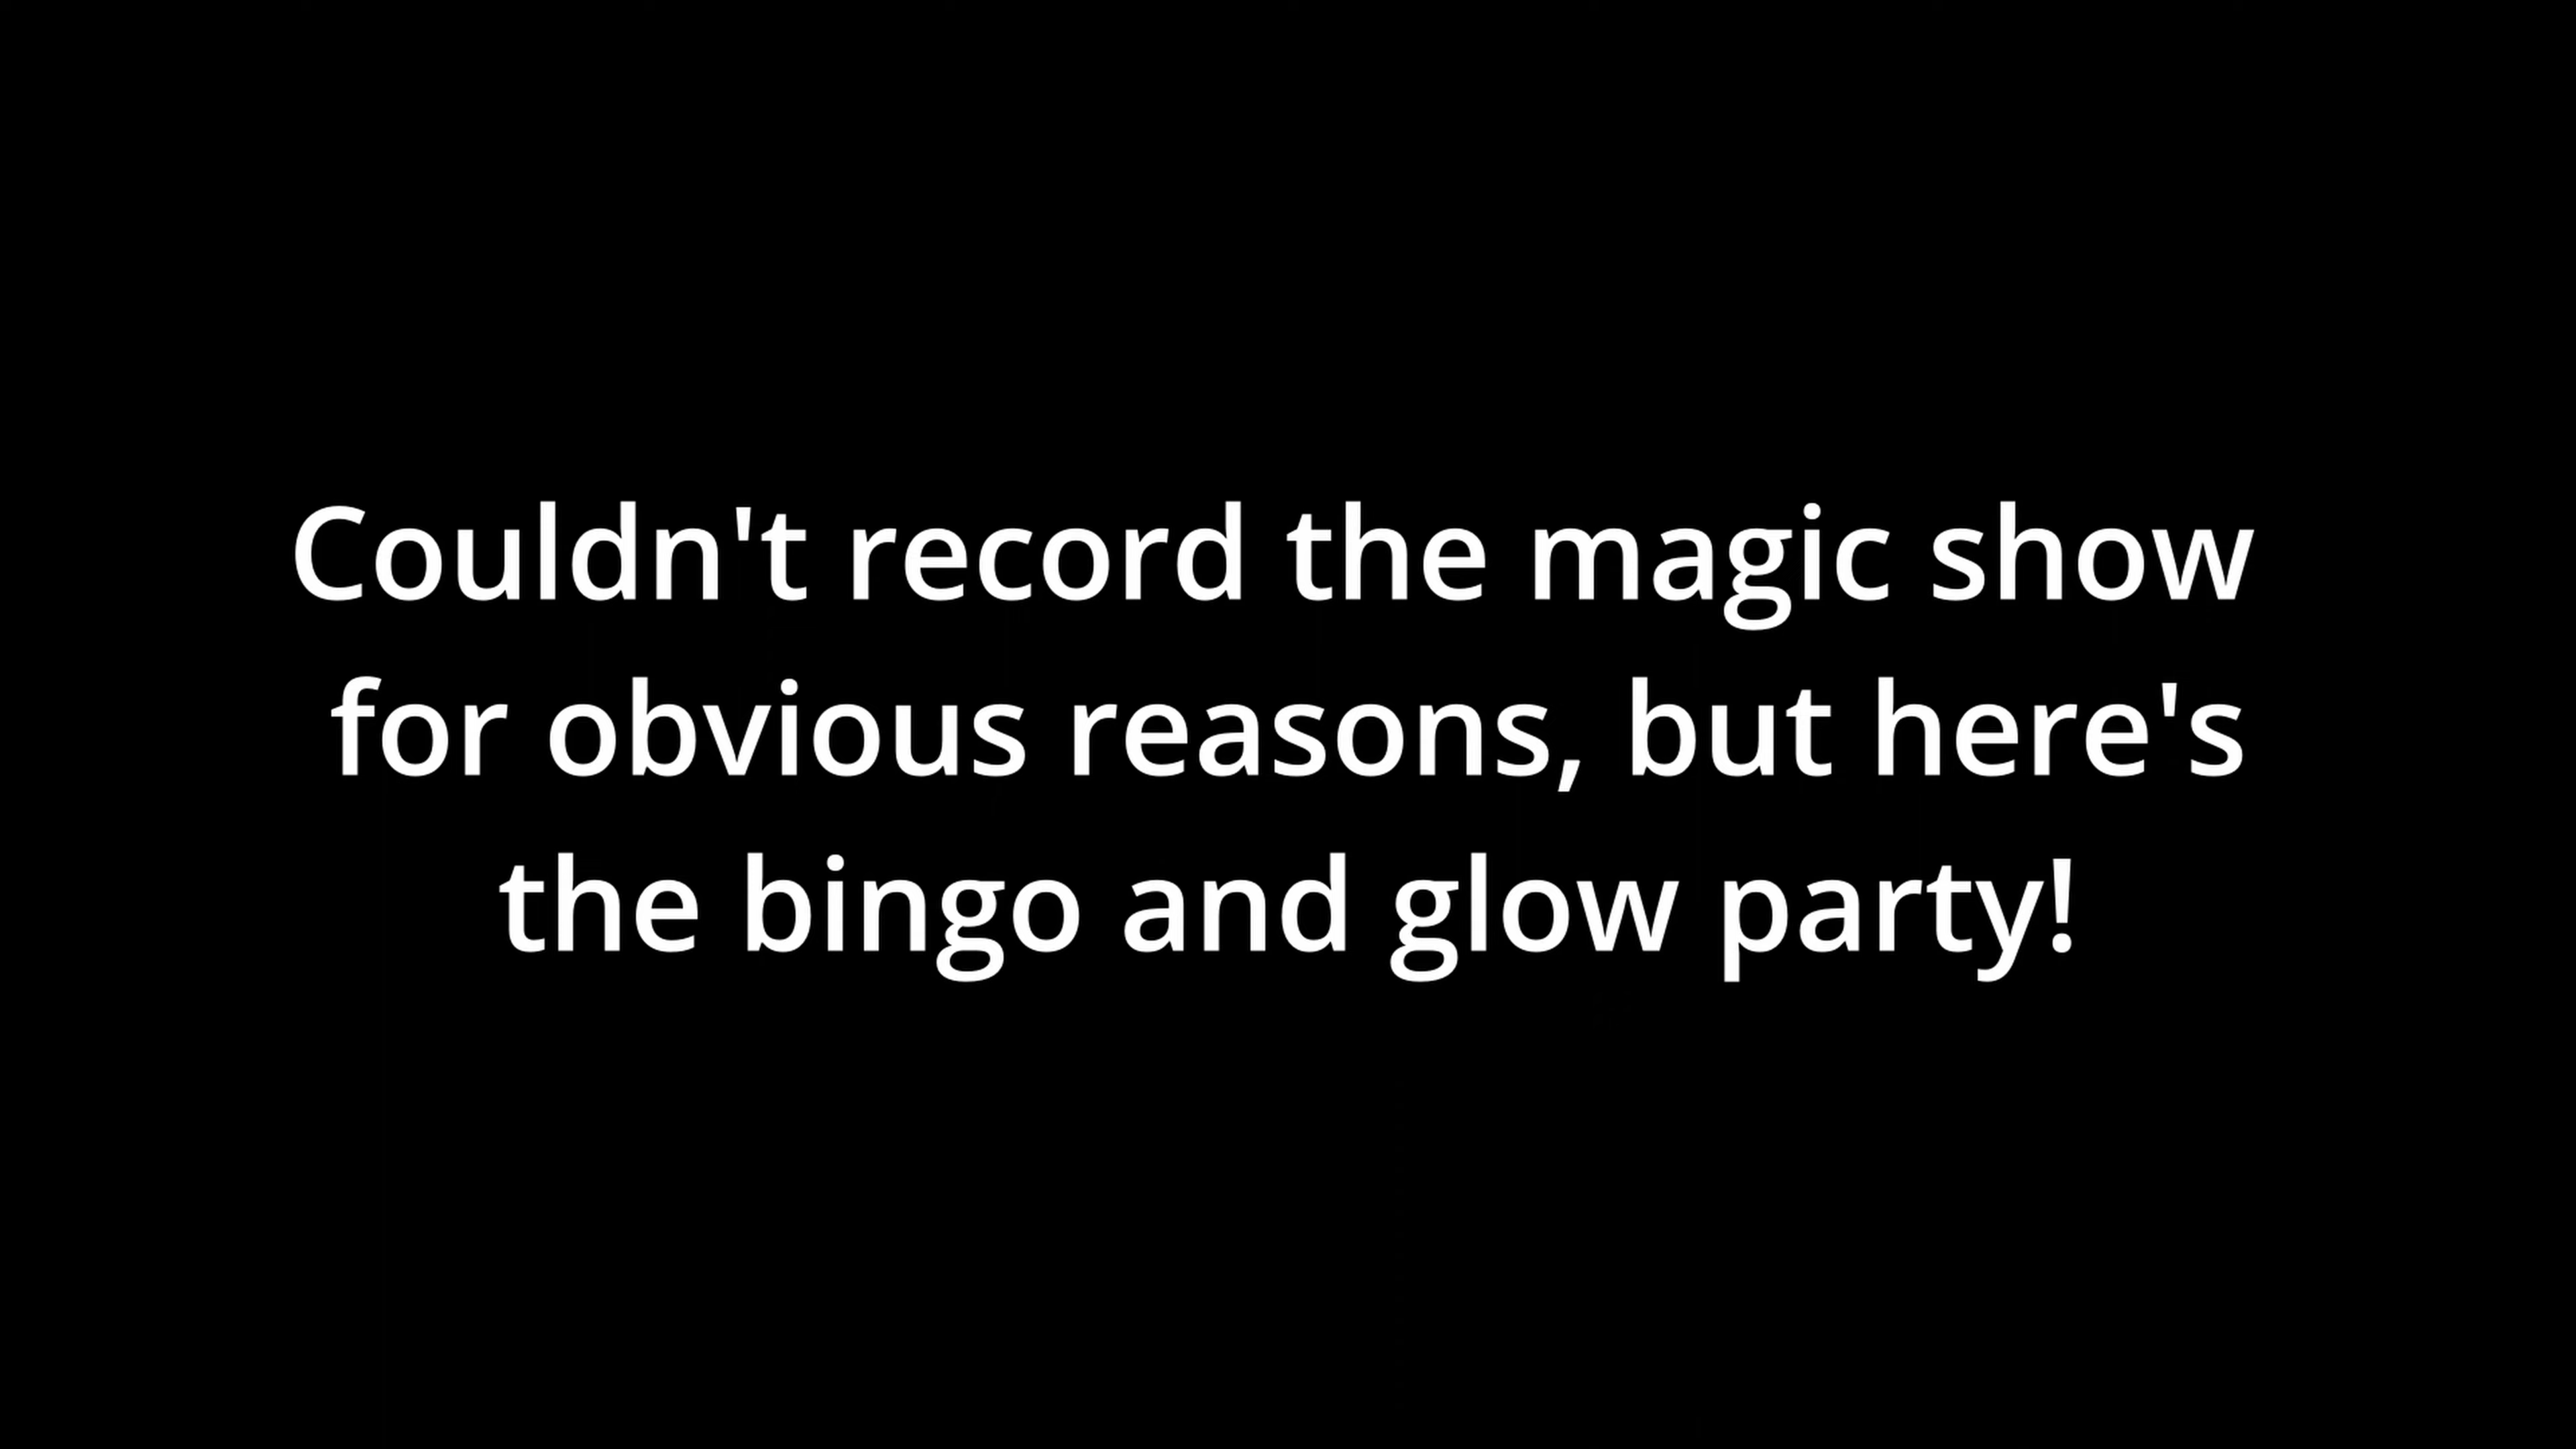 Couldn't record the magic show
for obvious reasons, but here's
the bingo and glow party!